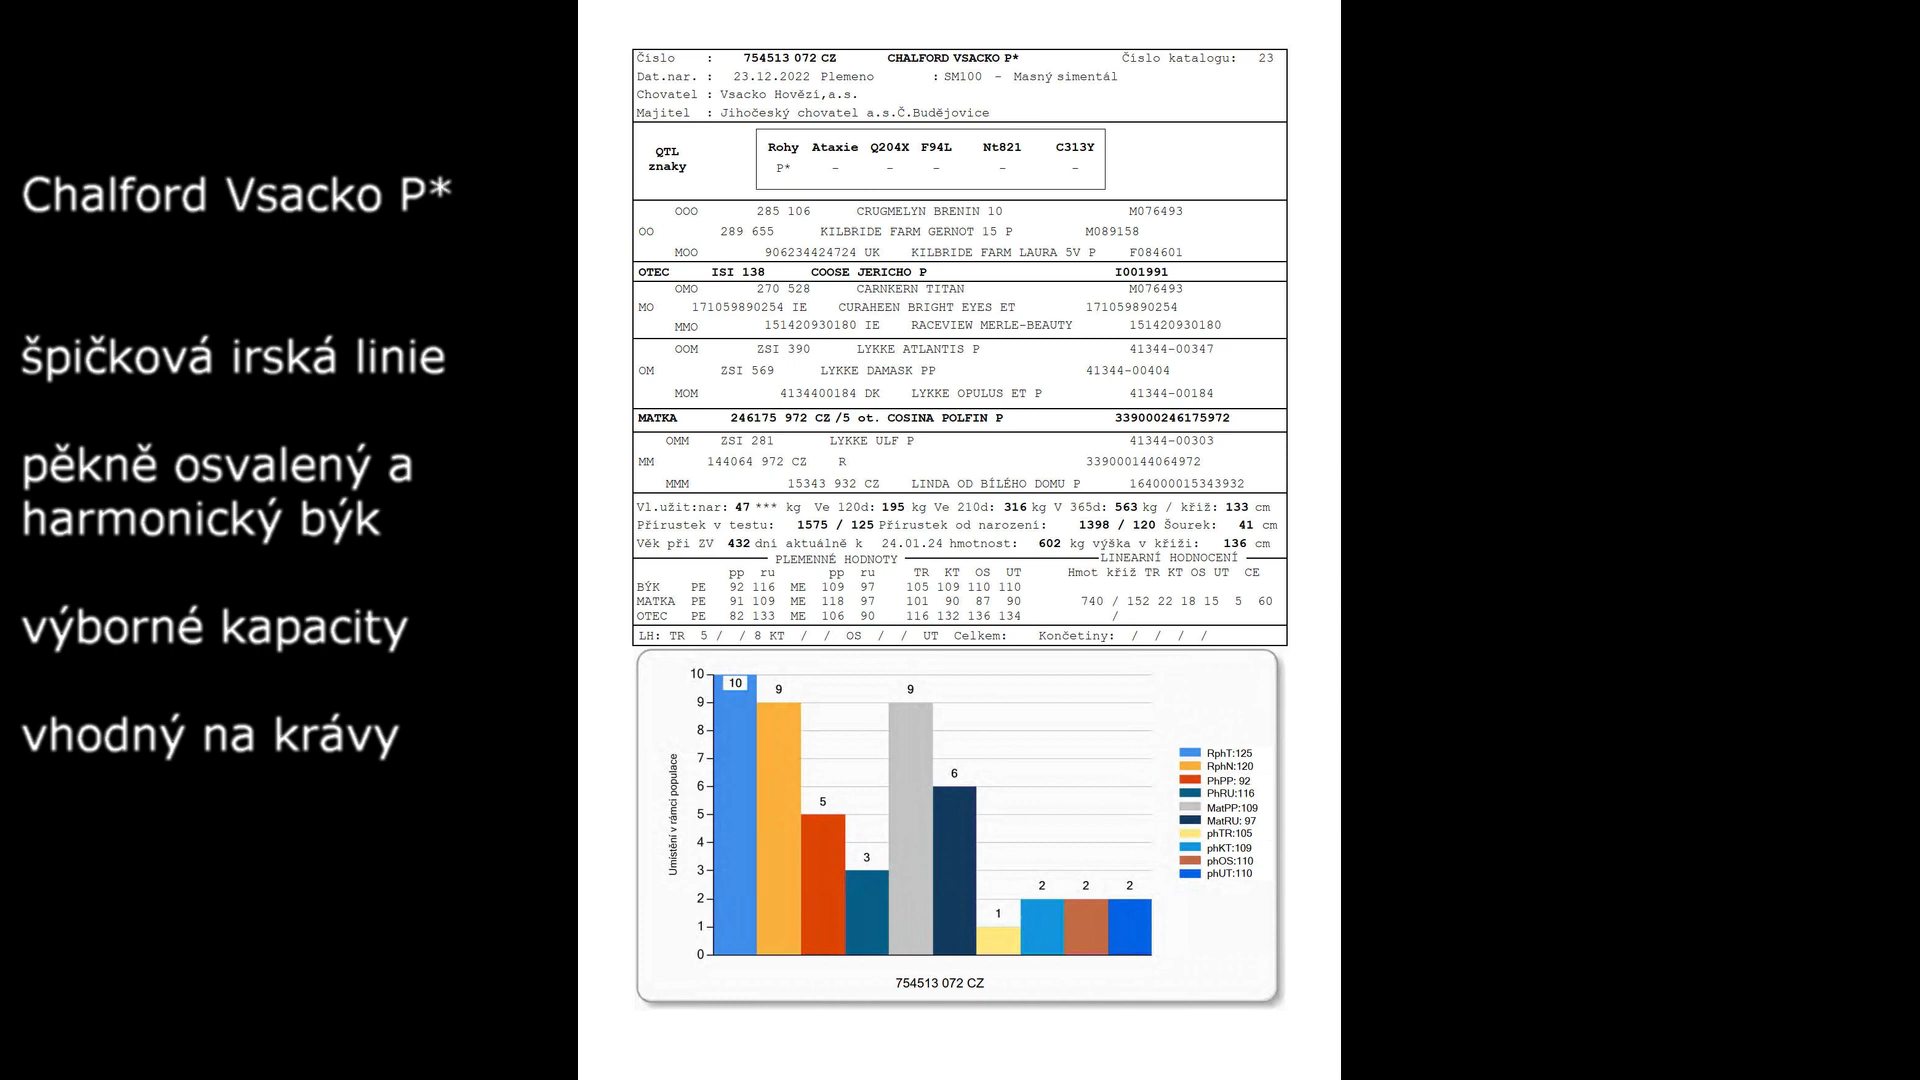 Chalford Vsacko P*
špičková irská linie
pěkně osvalený a
harmonický býk
výborné kapacity
vhodný na krávy
Číslo : 754513 072 CZ CHALFORD VSACKO P* Číslo katalogu: 23
Dat.nar. : 23.12.2022 Plemeno : SM100 - Masný simentál
Chovatel : Vsacko Hovězí,a.s.
Majitel : Jihočeský chovatel a.s.Č.Budějovice
QTL znaky
Rohy Ataxie Q204X F94L Nt821 C313Y
P* - - - - -
OOO 285 106 CRUGMELYN BRENIN 10 M076493
OO 289 655 KILBRIDE FARM GERNOT 15 P M089158
MOO 906234424724 UK KILBRIDE FARM LAURA 5V P F084601
OTEC ISI 138 COOSE JERICHO P I001991
OMO 270 528 CARNKERN TITAN M076493
MO 171059890254 IE CURAHEEN BRIGHT EYES ET 171059890254
MMO 151420930180 IE RACEVIEW MERLE-BEAUTY 151420930180
OOM ZSI 390 LYKKE ATLANTIS P 41344-00347
OM ZSI 569 LYKKE DAMASK PP 41344-00404
MOM 4134400184 DK LYKKE OPULUS ET P 41344-00184
MATKA 246175 972 CZ /5 ot. COSINA POLFIN P 339000246175972
OMM ZSI 281 LYKKE ULF P 41344-00303
MM 144064 972 CZ R 339000144064972
MMM 15343 932 CZ LINDA OD BÍLÉHO DOMU P 164000015343932
Vl.užit:nar: 47 *** kg Ve 120d: 195 kg Ve 210d: 316 kg V 365d: 563 kg / kříž: 133 cm
Přírustek v testu: 1575 / 125 Přírustek od narození: 1398 / 120 Šourek: 41 cm
Věk při ZV 432 dní aktuálně k 24.01.24 hmotnost: 602 kg výška v kříži: 136 cm
PLEMENNÉ HODNOTY LINEARNÍ HODNOCENÍ
pp ru pp ru TR KT OS UT Hmot kříž TR KT OS UT CE
BÝK PE 92 116 ME 109 97 105 109 110 110
MATKA PE 91 109 ME 118 97 101 90 87 90 740 / 152 22 18 15 5 60
OTEC PE 82 133 ME 106 90 116 132 136 134 /
LH: TR 5 / / 8 KT / / OS / / UT Celkem: Končetiny: / / / /
Umístění v rámci populace
10
9
8
7
6
5
4
3
2
1
0
10 9 5 3 9 6 1 2 2 2
754513 072 CZ
RphT:125
RphN:120
PhPP: 92
PhRU:116
MatPP:109
MatRU: 97
phTR:105
phKT:109
phOS:110
phUT:110